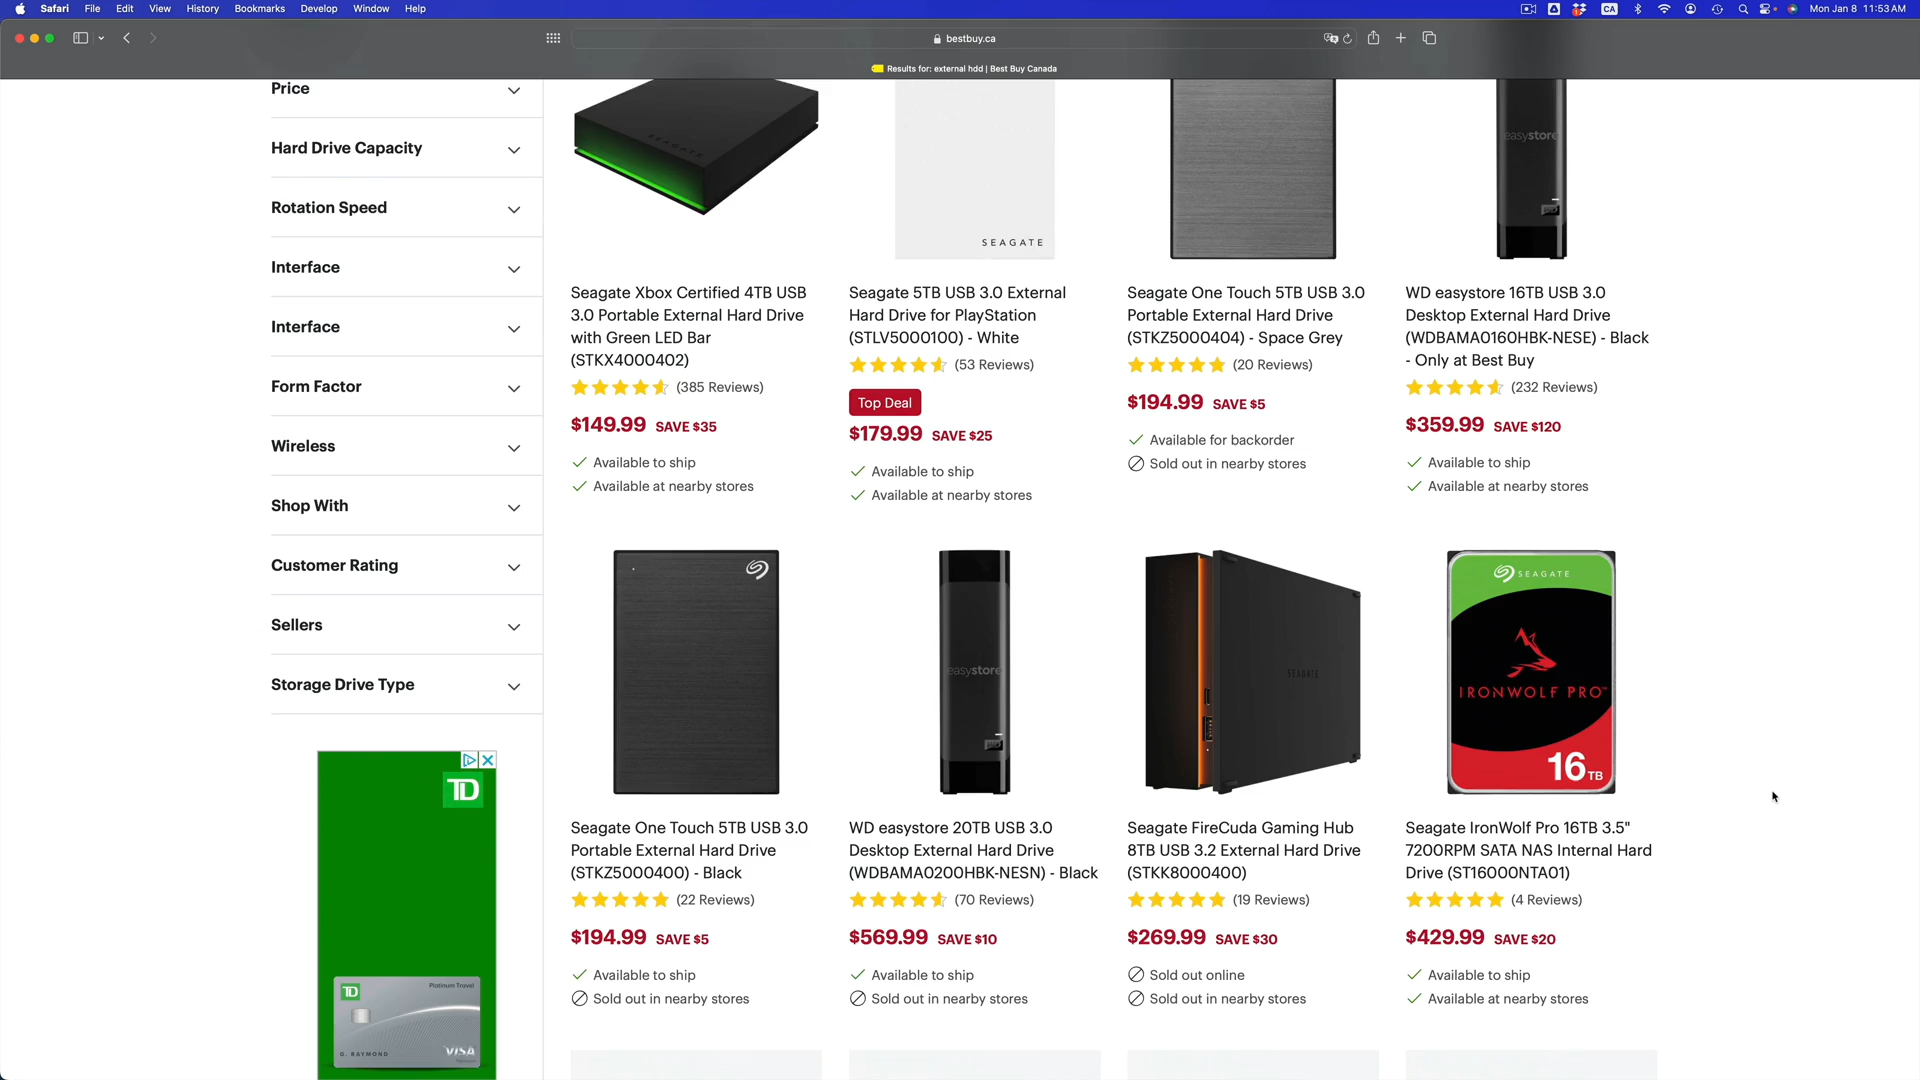 Safari File Edit View History Bookmarks Develop Window Help
CA
Mon Jan 8 11:53 AM
bestbuy.ca
Results for: external hdd | Best Buy Canada
Price
Hard Drive Capacity
Rotation Speed
Interface
Interface
Form Factor
Wireless
Shop With
Customer Rating
Sellers
Storage Drive Type
TD
TD
Platinum Travel
G. RAYMOND
VISA
SEAGATE
Seagate Xbox Certified 4TB USB
3.0 Portable External Hard Drive
with Green LED Bar
(STKX4000402)
(385 Reviews)
$149.99 SAVE $35
Available to ship
Available at nearby stores
SEAGATE
Seagate 5TB USB 3.0 External
Hard Drive for PlayStation
(STLV5000100) - White
(53 Reviews)
Top Deal
$179.99 SAVE $25
Available to ship
Available at nearby stores
Seagate One Touch 5TB USB 3.0
Portable External Hard Drive
(STKZ5000404) - Space Grey
(20 Reviews)
$194.99 SAVE $5
Available for backorder
Sold out in nearby stores
easystore
WD easystore 16TB USB 3.0
Desktop External Hard Drive
(WDBAMA0160HBK-NESE) - Black
- Only at Best Buy
(232 Reviews)
$359.99 SAVE $120
Available to ship
Available at nearby stores
Seagate One Touch 5TB USB 3.0
Portable External Hard Drive
(STKZ5000400) - Black
(22 Reviews)
$194.99 SAVE $5
Available to ship
Sold out in nearby stores
easystore
WD easystore 20TB USB 3.0
Desktop External Hard Drive
(WDBAMA0200HBK-NESN) - Black
(70 Reviews)
$569.99 SAVE $10
Available to ship
Sold out in nearby stores
SEAGATE
Seagate FireCuda Gaming Hub
8TB USB 3.2 External Hard Drive
(STKK8000400)
(19 Reviews)
$269.99 SAVE $30
Sold out online
Sold out in nearby stores
SEAGATE
IRONWOLF PRO™
16TB
Seagate IronWolf Pro 16TB 3.5"
7200RPM SATA NAS Internal Hard
Drive (ST16000NTA01)
(4 Reviews)
$429.99 SAVE $20
Available to ship
Available at nearby stores